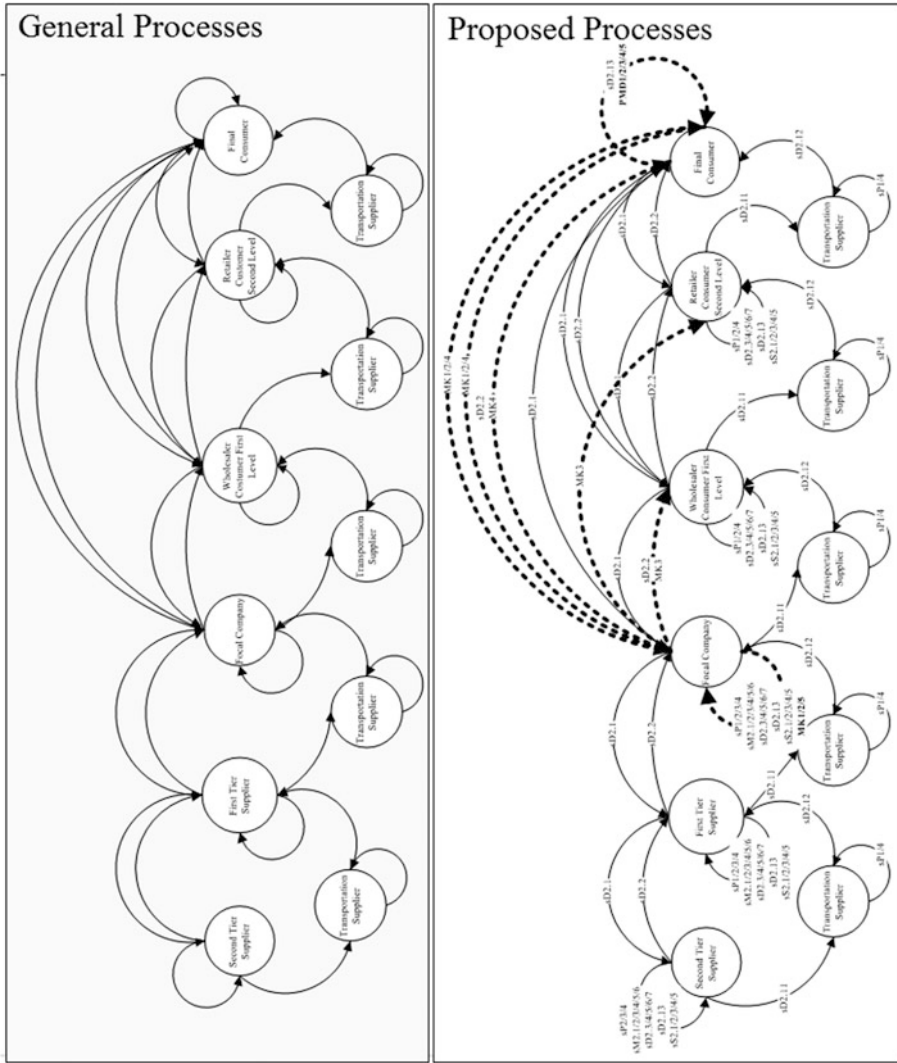 General Processes
Final
Consumer
Transportation
Supplier
Retailer
Customer
Second Level
Transportation
Supplier
Wholesaler
Costumer First
Level
Transportation
Supplier
Focal Company
Transportation
Supplier
First Tier
Supplier
Transportation
Supplier
Second Tier
Supplier
Proposed Processes
sD2.13
PMD1/2/3/4/5
Final
Consumer
sD2.12
sP1/4
Transportation
Supplier
sD2.11
sD2.1
sD2.2
Retailer
Consumer
Second Level
sP1/2/4
sD2.3/4/5/6/7
sD2.13
sS2.1/2/3/4/5
sD2.12
sP1/4
Transportation
Supplier
sD2.11
sD2.1
sD2.2
sD2.1
sD2.2
Wholesaler
Consumer First
Level
sP1/2/4
sD2.3/4/5/6/7
sD2.13
sS2.1/2/3/4/5
sD2.12
sP1/4
Transportation
Supplier
sD2.11
MK1/2/4
MK1/2/4
sD2.2
MK4
sD2.1
MK3
sD2.1
sD2.2
MK3
Focal Company
sP1/2/3/4
sM2.1/2/3/4/5/6
sD2.3/4/5/6/7
sD2.13
sS2.1/2/3/4/5
MK1/2/5
sD2.12
sP1/4
Transportation
Supplier
sD2.11
sD2.1
sD2.2
First Tier
Supplier
sP1/2/3/4
sM2.1/2/3/4/5/6
sD2.3/4/5/6/7
sD2.13
sS2.1/2/3/4/5
sD2.12
sP1/4
Transportation
Supplier
sD2.11
sD2.1
sD2.2
Second Tier
Supplier
sP2/3/4
sM2.1/2/3/4/5/6
sD2.3/4/5/6/7
sD2.13
sS2.1/2/3/4/5